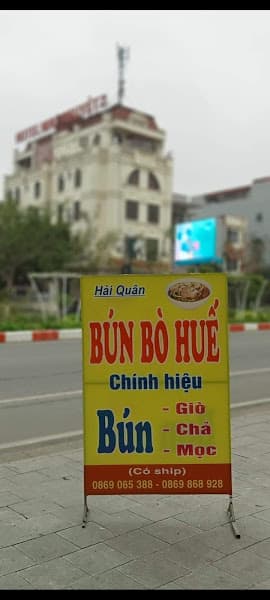 Hải Quân
BÚN BÒ HUẾ
Chính hiệu
Bún
- Giò
- Chả
- Mọc
(Có ship)
0869 065 388 - 0869 868 928